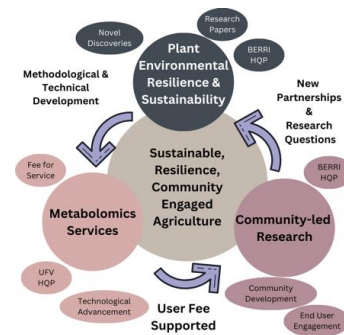 Research
Papers
Novel
Discoveries
BERRI
HQP
Plant
Environmental
Resilience &
Sustainability
Methodological &
Technical
Development
New
Partnerships
&
Research
Questions
Fee for
Service
Sustainable,
Resilience,
Community
Engaged
Agriculture
BERRI
HQP
Metabolomics
Services
Community-led
Research
UFV
HQP
Technological
Advancement
User Fee
Supported
Community
Development
End User
Engagement